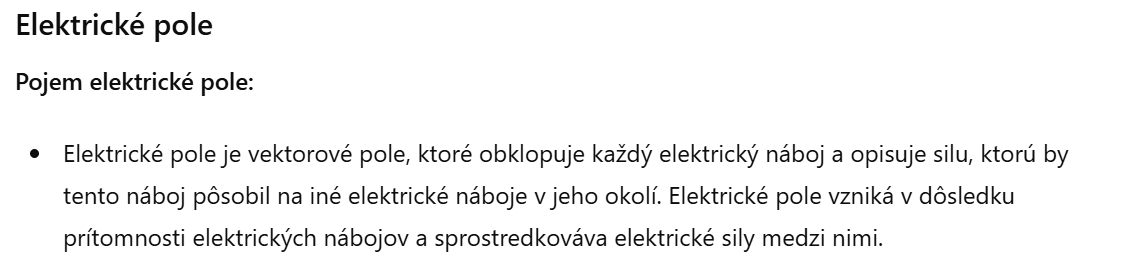 Elektrické pole
Pojem elektrické pole:
• Elektrické pole je vektorové pole, ktoré obklopuje každý elektrický náboj a opisuje silu, ktorú by
tento náboj pôsobil na iné elektrické náboje v jeho okolí. Elektrické pole vzniká v dôsledku
prítomnosti elektrických nábojov a sprostredkováva elektrické sily medzi nimi.